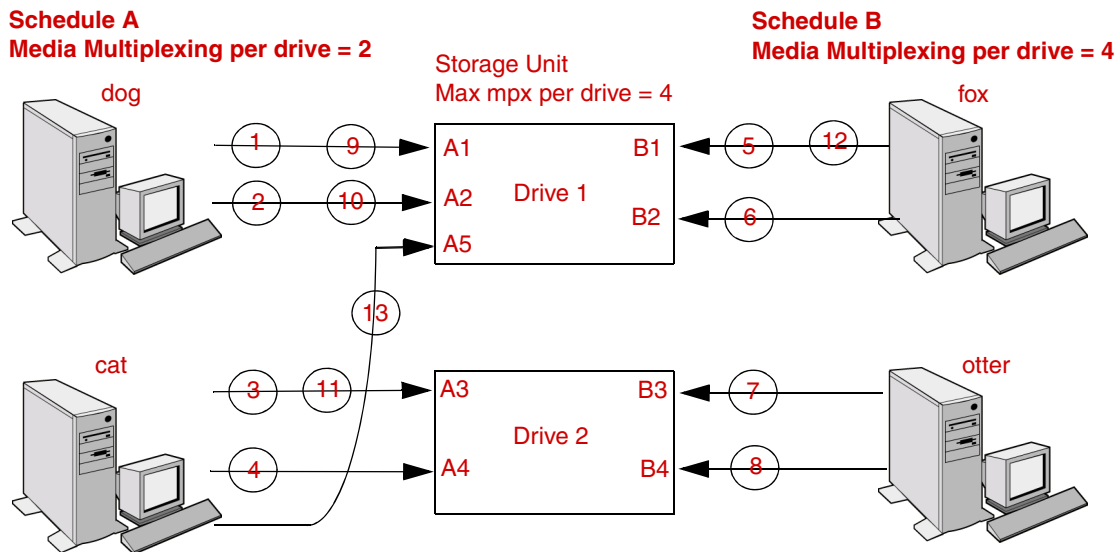 Schedule A
Media Multiplexing per drive = 2
Schedule B
Media Multiplexing per drive = 4
Storage Unit
Max mpx per drive = 4
dog
fox
1
9
A1
B1
5
12
2
10
A2
Drive 1
B2
6
A5
13
cat
otter
3
11
A3
B3
7
Drive 2
4
A4
B4
8